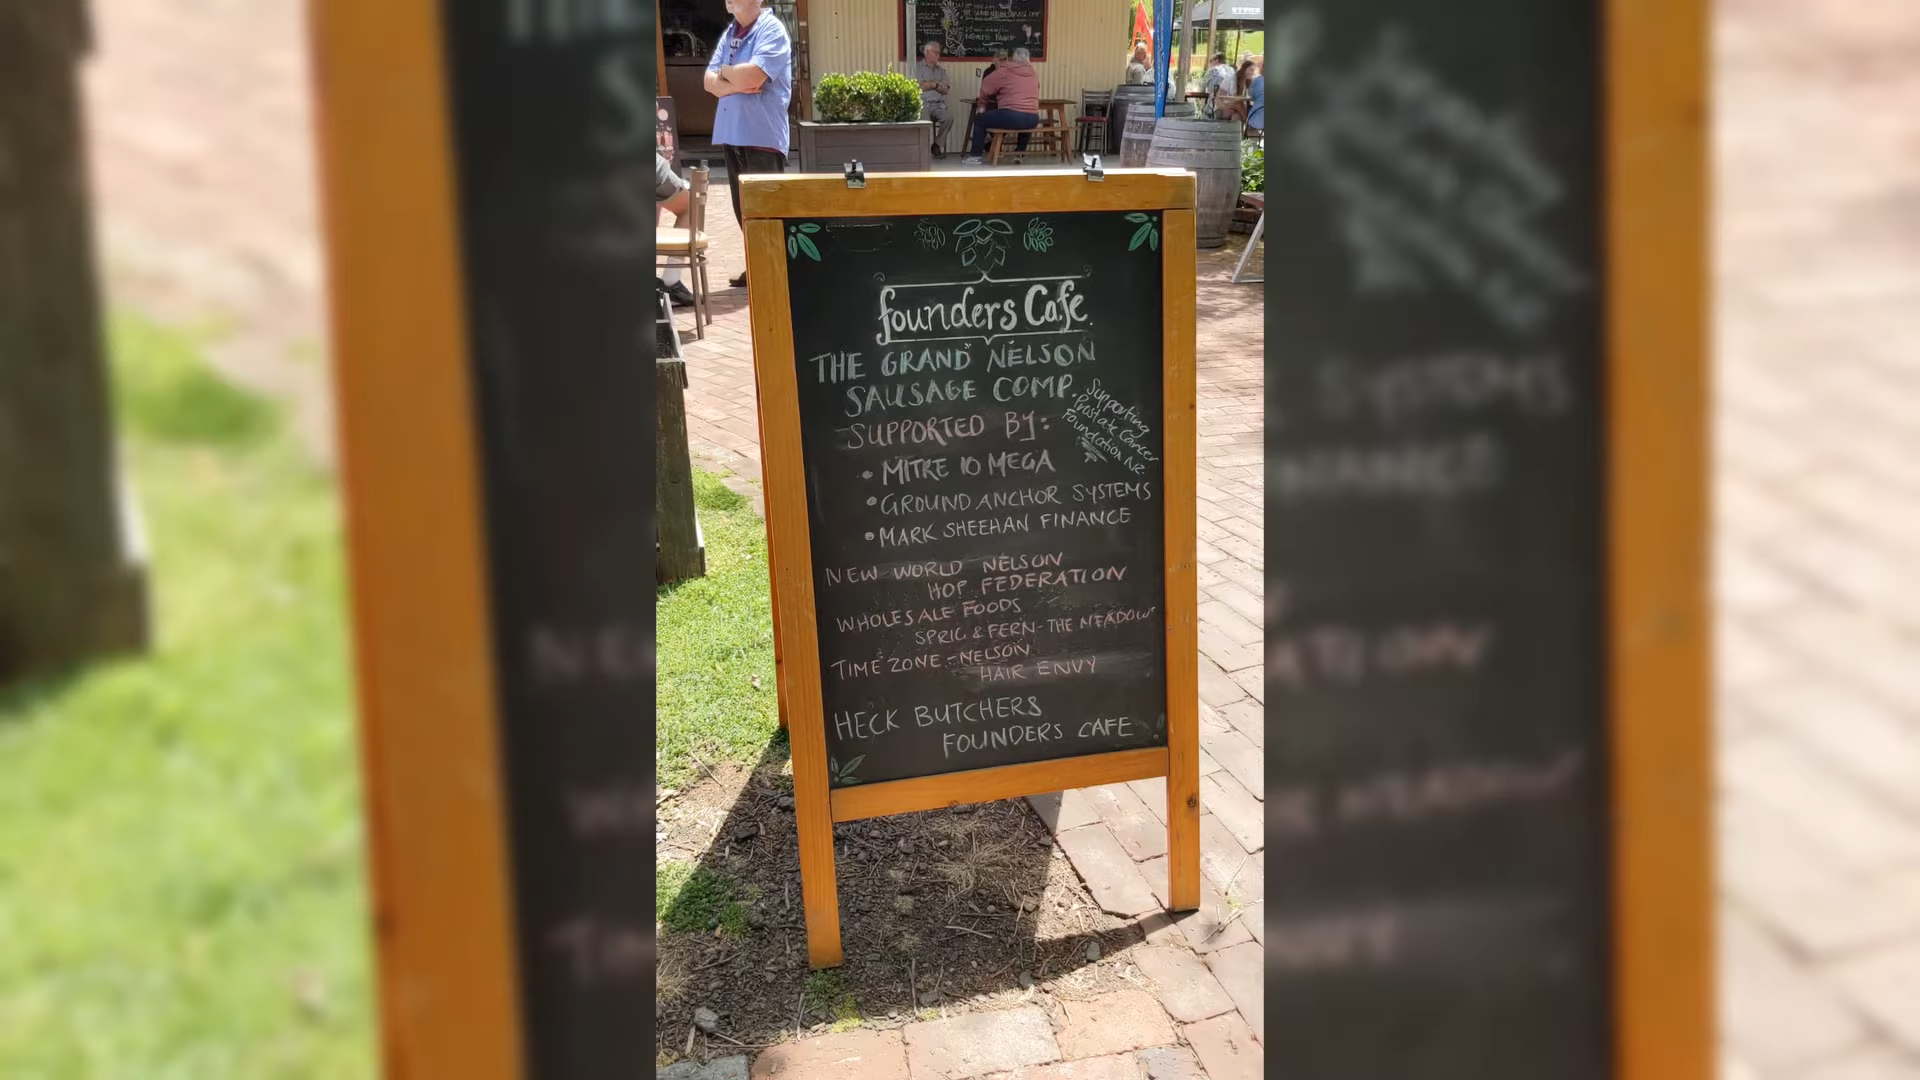 founders Cafe
THE GRAND NELSON
SAUSAGE COMP.
Supporting
Prostate Cancer
Foundation NZ
SUPPORTED BY:
• MITRE 10 MEGA
• GROUND ANCHOR SYSTEMS
• MARK SHEEHAN FINANCE
NEW WORLD NELSON
HOP FEDERATION
WHOLESALE FOODS
SPRIG & FERN - THE MEADOWS
TIME ZONE - NELSON
HAIR ENVY
HECK BUTCHERS
FOUNDERS CAFE